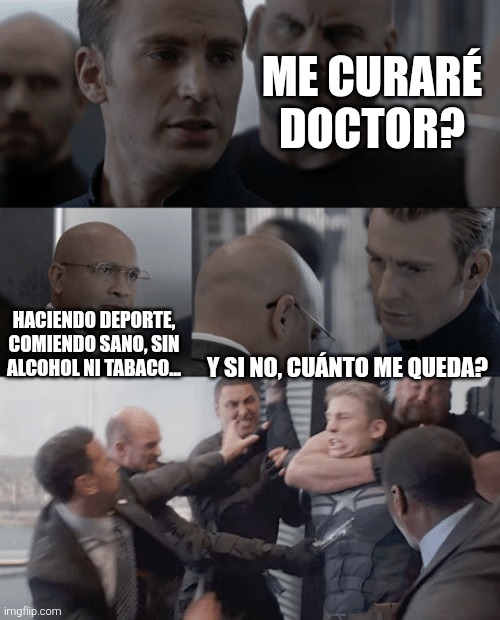 ME CURARÉ
DOCTOR?
HACIENDO DEPORTE,
COMIENDO SANO, SIN
ALCOHOL NI TABACO...
Y SI NO, CUÁNTO ME QUEDA?
imgflip.com